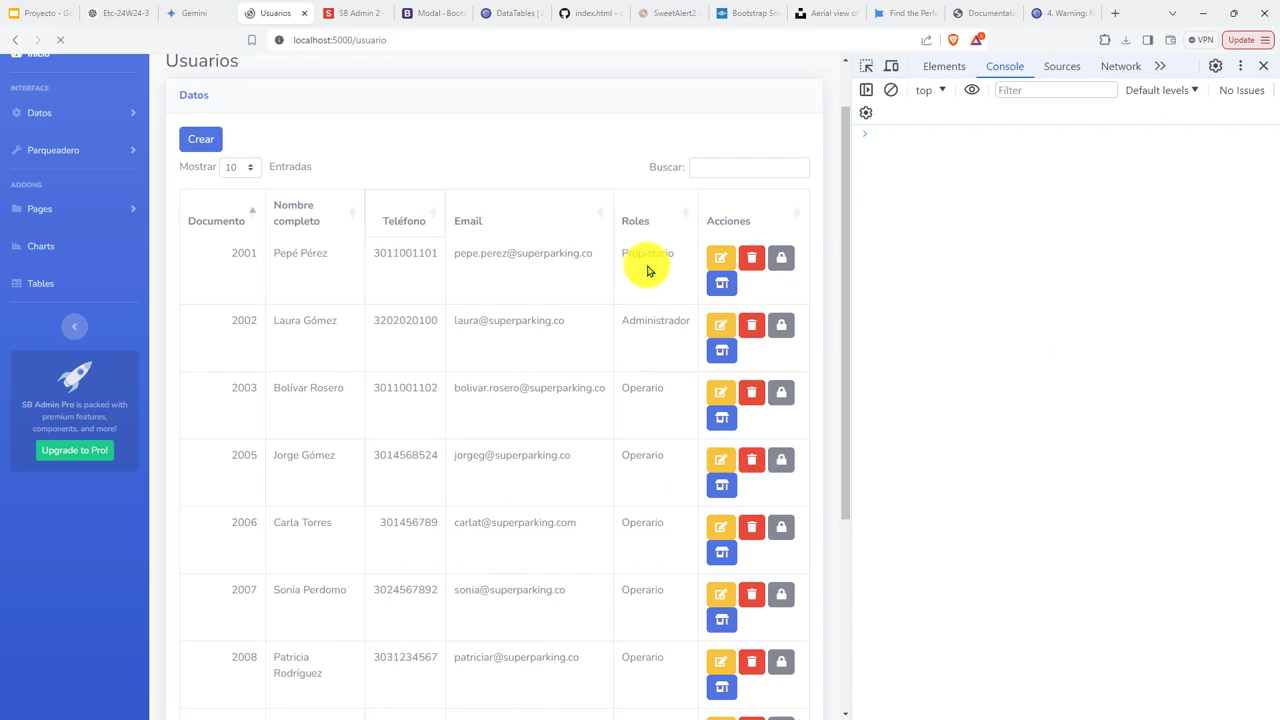 Proyecto - G
Etc-24W24-3
Gemini
Usuarios
SB Admin 2 -
Modal · Boots
DataTables | J
index.html - s
SweetAlert2 -
Bootstrap Sni
Aerial view of
Find the Perfe
Documentati
4. Warning: R
localhost:5000/usuario
VPN
Update
Inicio
INTERFACE
Datos
Parqueadero
ADDONS
Pages
Charts
Tables
SB Admin Pro is packed with
premium features,
components, and more!
Upgrade to Pro!
Usuarios
Datos
Crear
Mostrar 10 Entradas
Buscar:
Documento Nombre completo Teléfono Email Roles Acciones
2001 Pepé Pérez 3011001101 pepe.perez@superparking.co Propietario
2002 Laura Gómez 3202020100 laura@superparking.co Administrador
2003 Bolívar Rosero 3011001102 bolivar.rosero@superparking.co Operario
2005 Jorge Gómez 3014568524 jorgeg@superparking.co Operario
2006 Carla Torres 301456789 carlat@superparking.com Operario
2007 Sonia Perdomo 3024567892 sonia@superparking.co Operario
2008 Patricia Rodríguez 3031234567 patriciar@superparking.co Operario
Elements Console Sources Network
top Filter Default levels No Issues